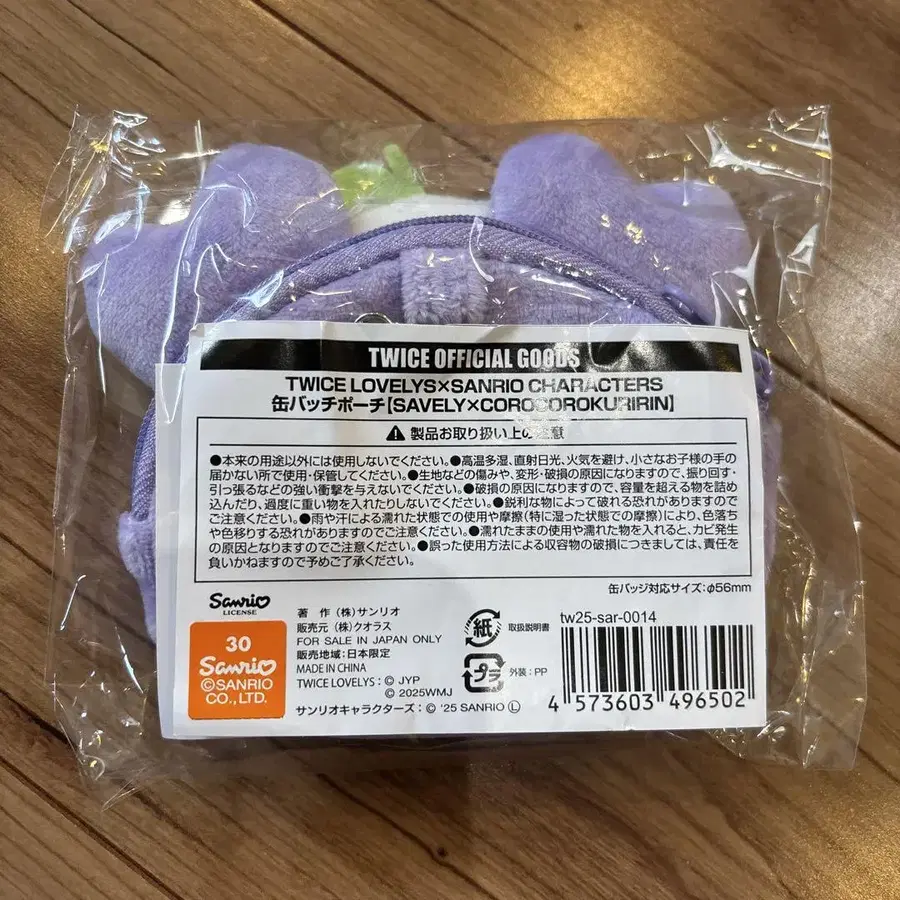 TWICE OFFICIAL GOODS
TWICE LOVELYS×SANRIO CHARACTERS
缶バッチポーチ【SAVELY×COROCOROKURIRIN】
⚠ 製品お取り扱い上の注意
●本来の用途以外には使用しないでください。●高温多湿、直射日光、火気を避け、小さなお子様の手の
届かない所で使用・保管してください。●生地などの傷みや、変形・破損の原因になりますので、振り回す・
引っ張るなどの強い衝撃を与えないでください。●破損の原因になりますので、容量を超える物を詰め
込んだり、過度に重い物を入れたりしないでください。●鋭利な物によって破れる恐れがありますので
ご注意ください。●雨や汗による濡れた状態での使用や摩擦(特に湿った状態での摩擦)により、色落ち
や色移りする恐れがありますのでご注意ください。●濡れたままの使用や濡れた物を入れると、カビ発生
の原因となりますのでご注意ください。●誤った使用方法による収容物の破損につきましては、責任を
負いかねますので予めご了承ください。
缶バッジ対応サイズ:φ56mm
Sanrio
LICENSE
30
Sanrio
©SANRIO
CO.,LTD.
著 作 (株)サンリオ
販売元 (株)クオラス
FOR SALE IN JAPAN ONLY
販売地域:日本限定
MADE IN CHINA
TWICE LOVELYS:© JYP
© 2025WMJ
サンリオキャラクターズ:© '25 SANRIO Ⓛ
紙
取扱説明書
プラ
外装:PP
tw25-sar-0014
4 573603 496502